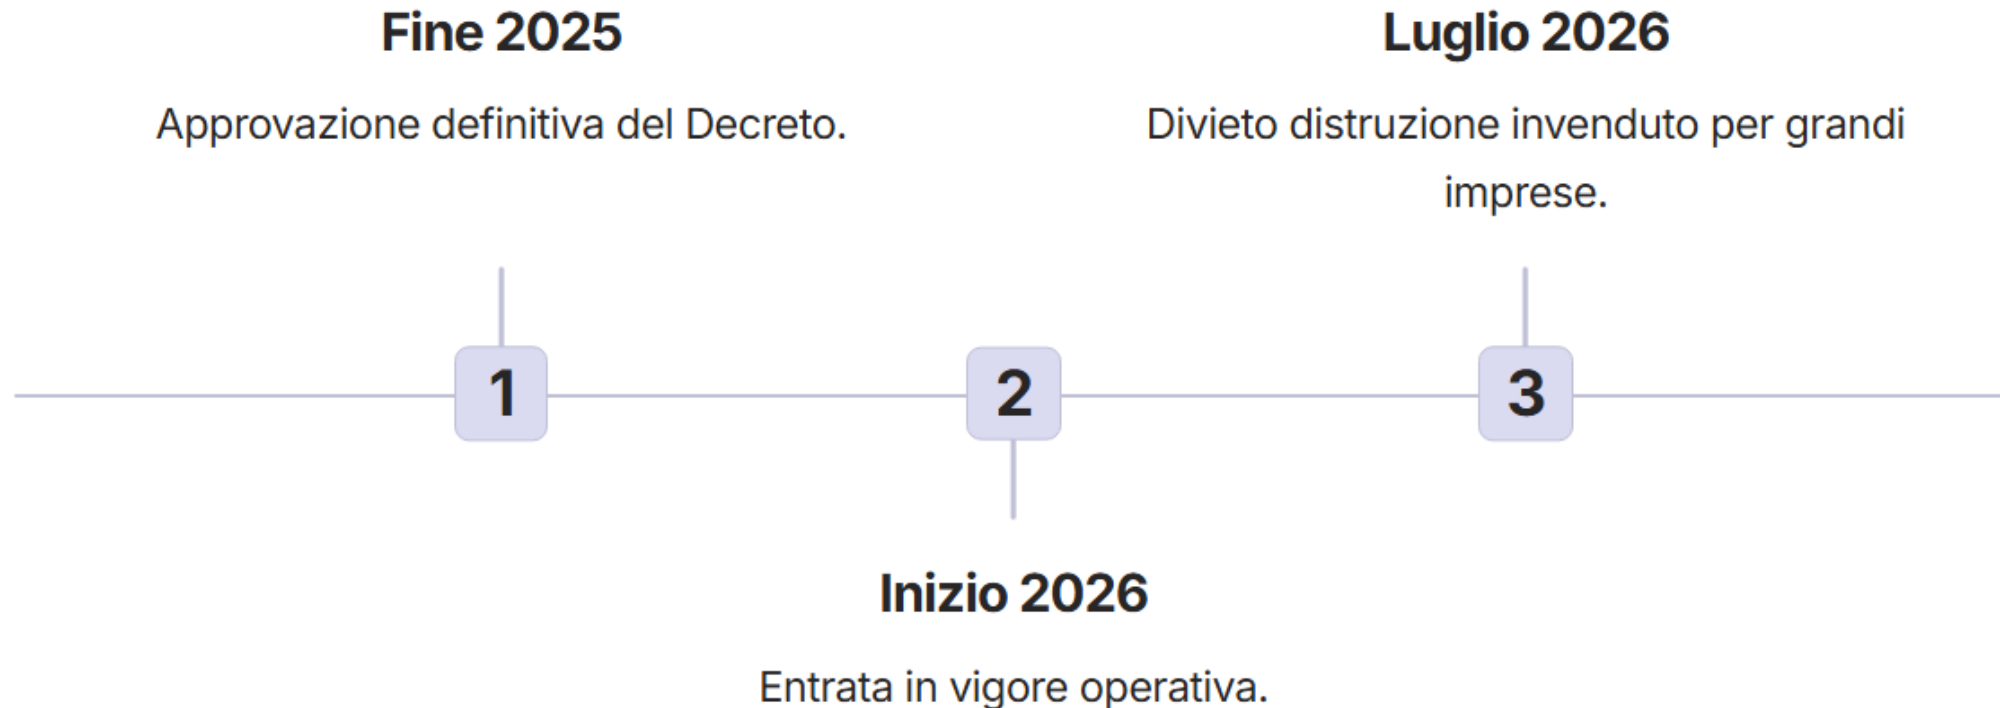 Fine 2025
Approvazione definitiva del Decreto.
Luglio 2026
Divieto distruzione invenduto per grandi
imprese.
1
2
3
Inizio 2026
Entrata in vigore operativa.